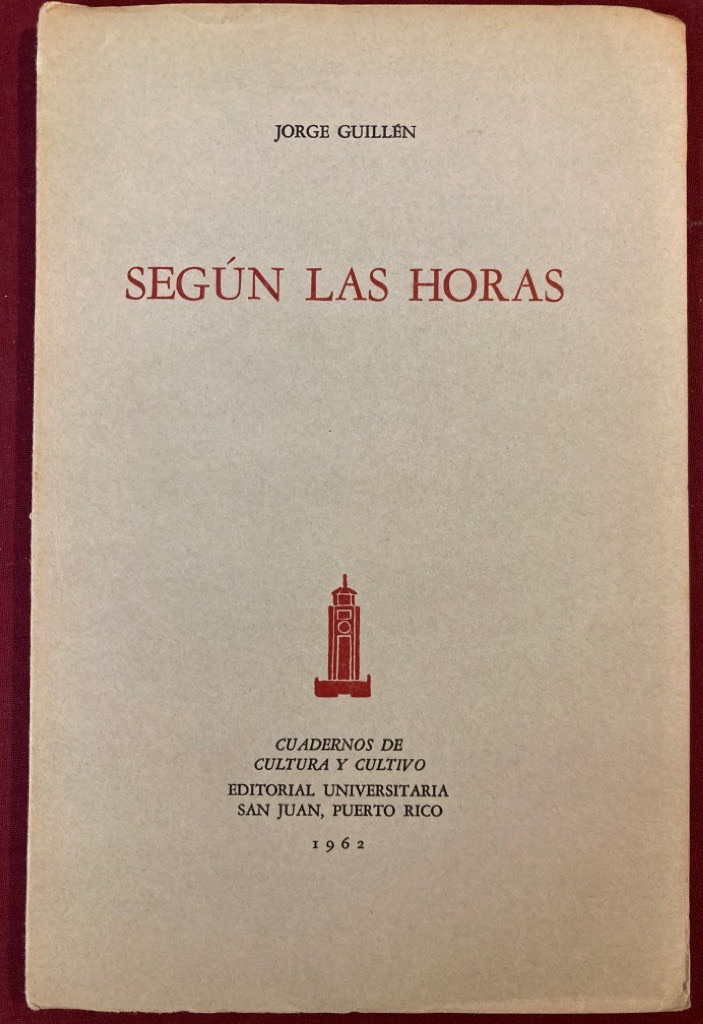 JORGE GUILLÉN
SEGÚN LAS HORAS
CUADERNOS DE
CULTURA Y CULTIVO
EDITORIAL UNIVERSITARIA
SAN JUAN, PUERTO RICO
1962